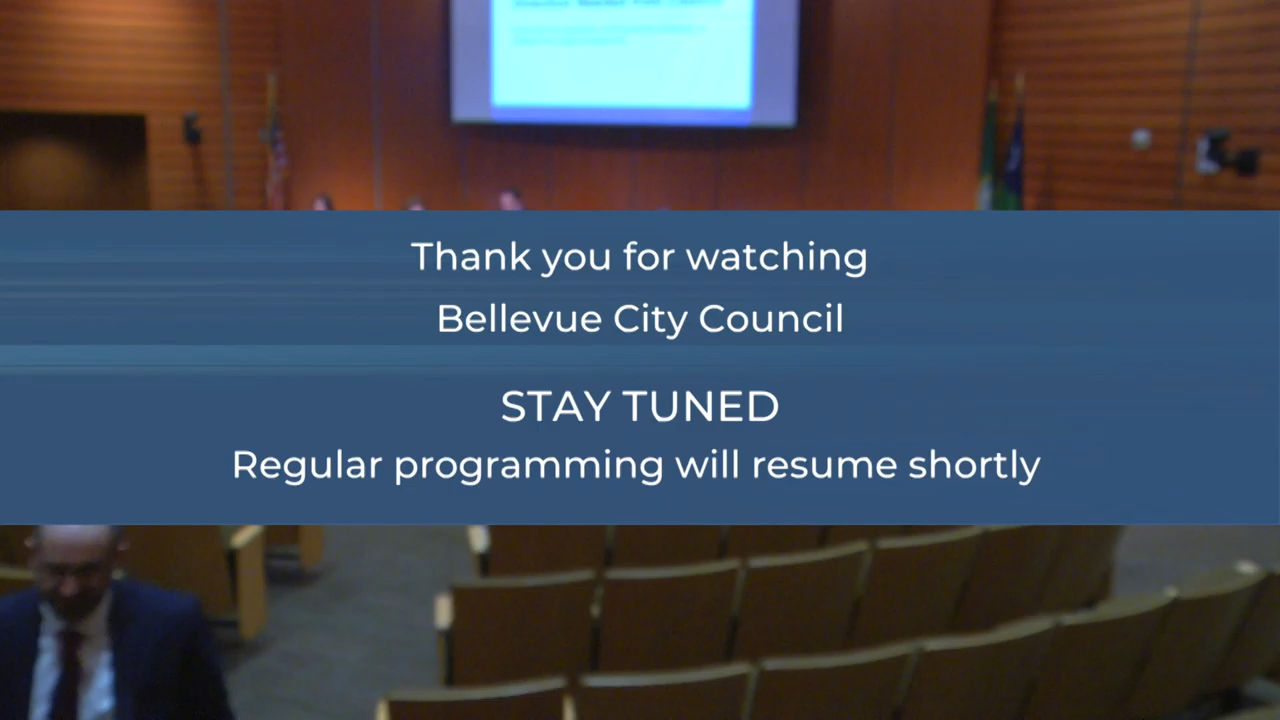 Thank you for watching
Bellevue City Council
STAY TUNED
Regular programming will resume shortly